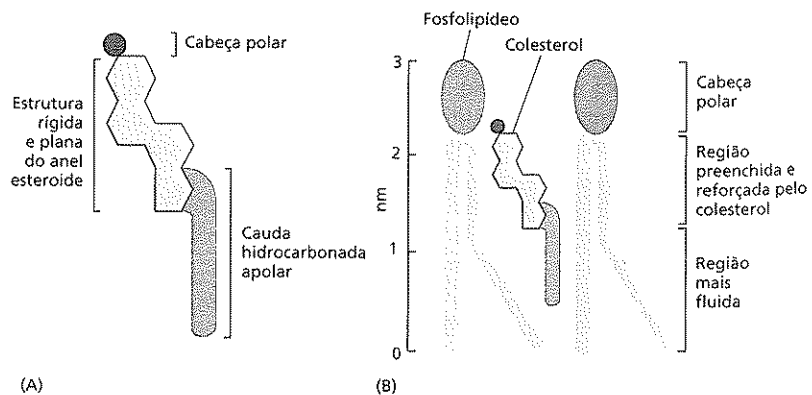 Cabeça polar
Estrutura
rígida
e plana
do anel
esteroide
Cauda
hidrocarbonada
apolar
(A)
Fosfolipídeo
Colesterol
3
2
1
0
nm
Cabeça
polar
Região
preenchida e
reforçada pelo
colesterol
Região
mais
fluida
(B)